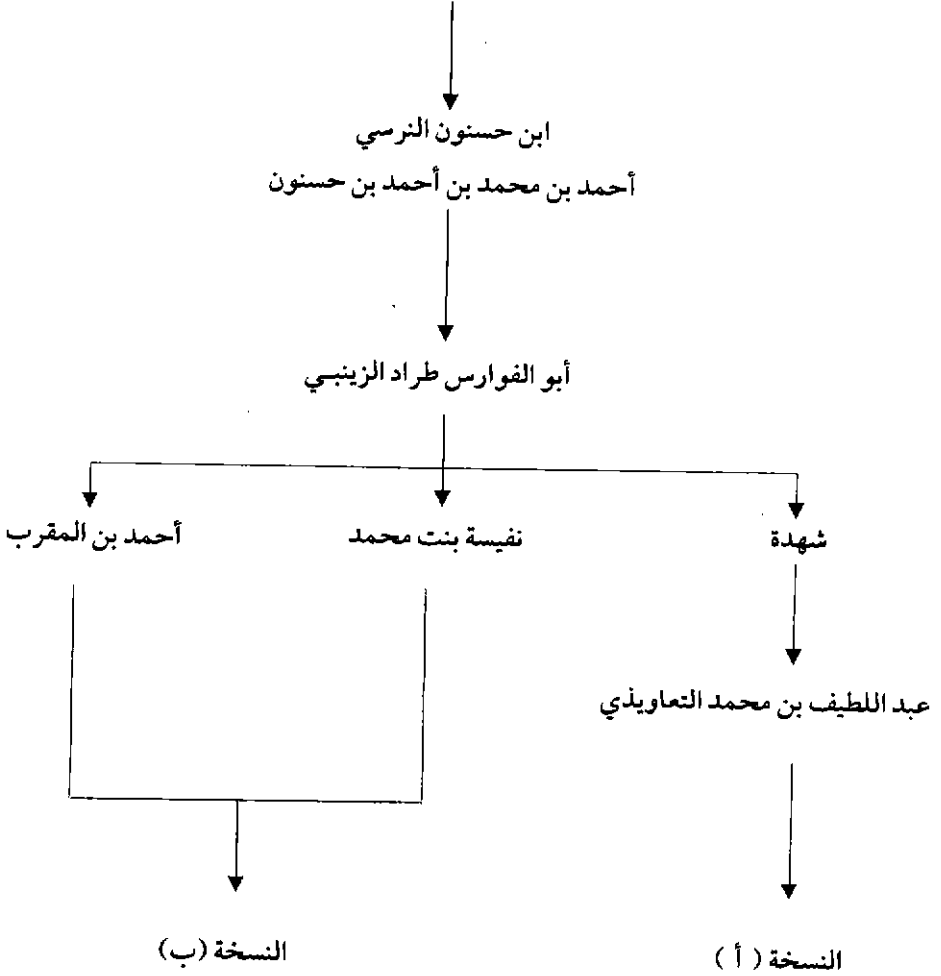 ابن حسنون النرسي
أحمد بن محمد بن أحمد بن حسنون
أبو الفوارس طراد الزينبي
شهدة
نفيسة بنت محمد
أحمد بن المقرب
عبد اللطيف بن محمد التعاويذي
النسخة ( أ )
النسخة (ب)